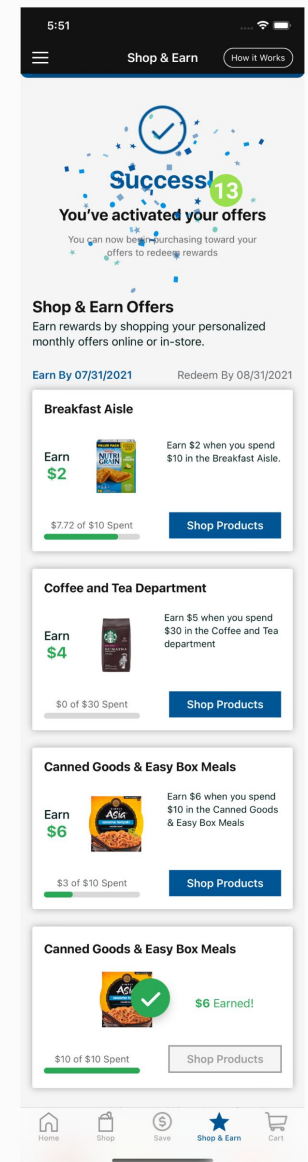 5:51
Shop & Earn
How it Works
Success!
13
You've activated your offers
You can now begin purchasing toward your
offers to redeem rewards
Shop & Earn Offers
Earn rewards by shopping your personalized
monthly offers online or in-store.
Earn By 07/31/2021
Redeem By 08/31/2021
Breakfast Aisle
Earn
$2
NUTRI
GRAIN
Earn $2 when you spend
$10 in the Breakfast Aisle.
$7.72 of $10 Spent
Shop Products
Coffee and Tea Department
Earn
$4
Earn $5 when you spend
$30 in the Coffee and Tea
department
$0 of $30 Spent
Shop Products
Canned Goods & Easy Box Meals
Earn
$6
Asia
Earn $6 when you spend
$10 in the Canned Goods
& Easy Box Meals
$3 of $10 Spent
Shop Products
Canned Goods & Easy Box Meals
$6 Earned!
$10 of $10 Spent
Shop Products
Home
Shop
Save
Shop & Earn
Cart